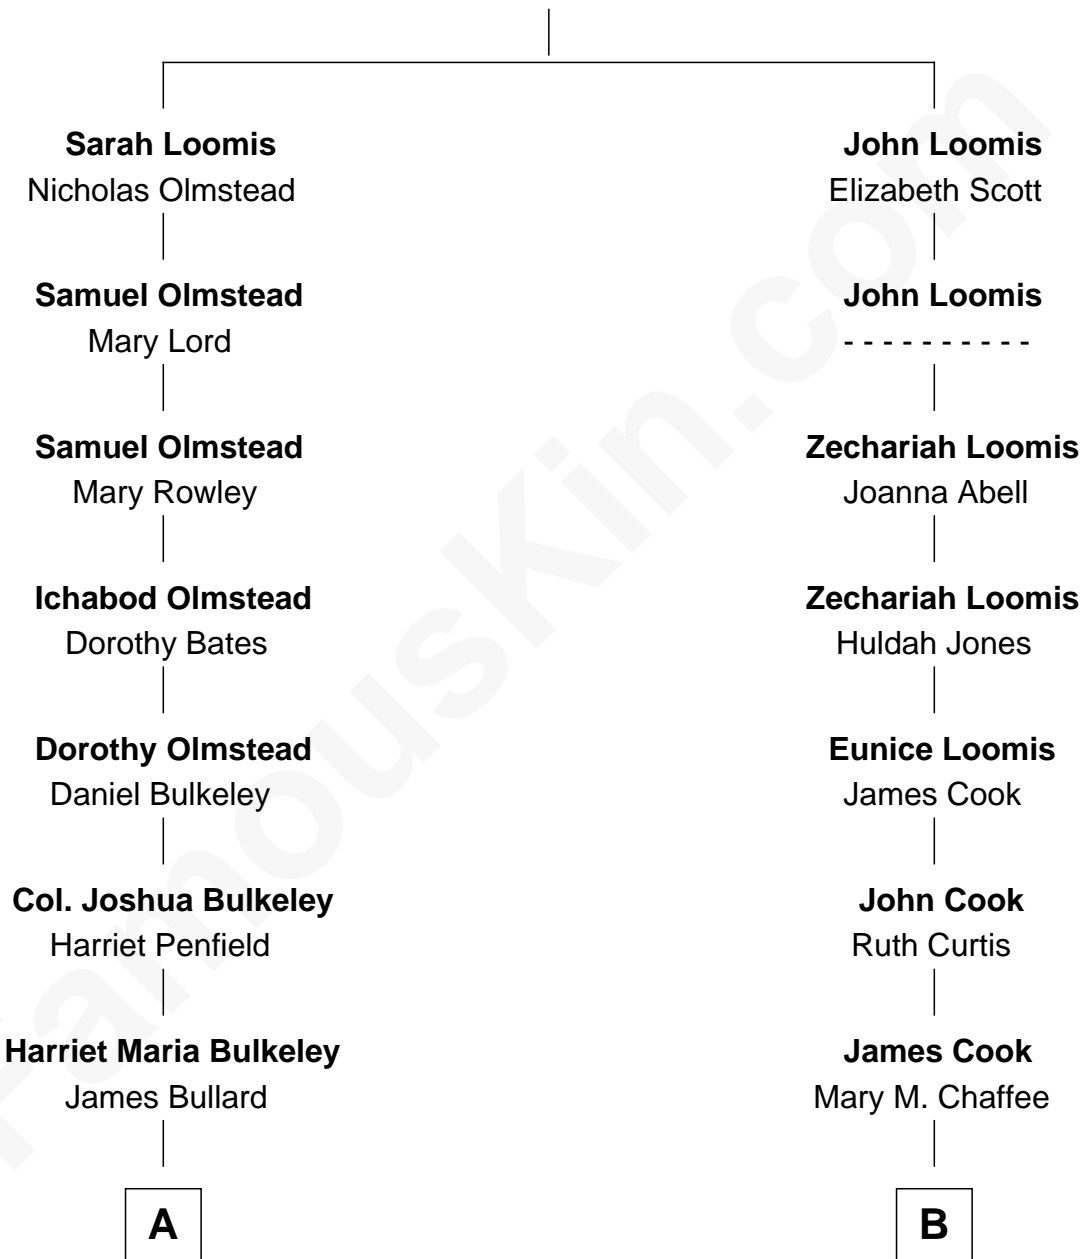 Sarah Loomis
Nicholas Olmstead
Samuel Olmstead
Mary Lord
Samuel Olmstead
Mary Rowley
Ichabod Olmstead
Dorothy Bates
Dorothy Olmstead
Daniel Bulkeley
Col. Joshua Bulkeley
Harriet Penfield
Harriet Maria Bulkeley
James Bullard
A
John Loomis
Elizabeth Scott
John Loomis
- - - - - - - - - -
Zechariah Loomis
Joanna Abell
Zechariah Loomis
Huldah Jones
Eunice Loomis
James Cook
John Cook
Ruth Curtis
James Cook
Mary M. Chaffee
B
FamousKin.com